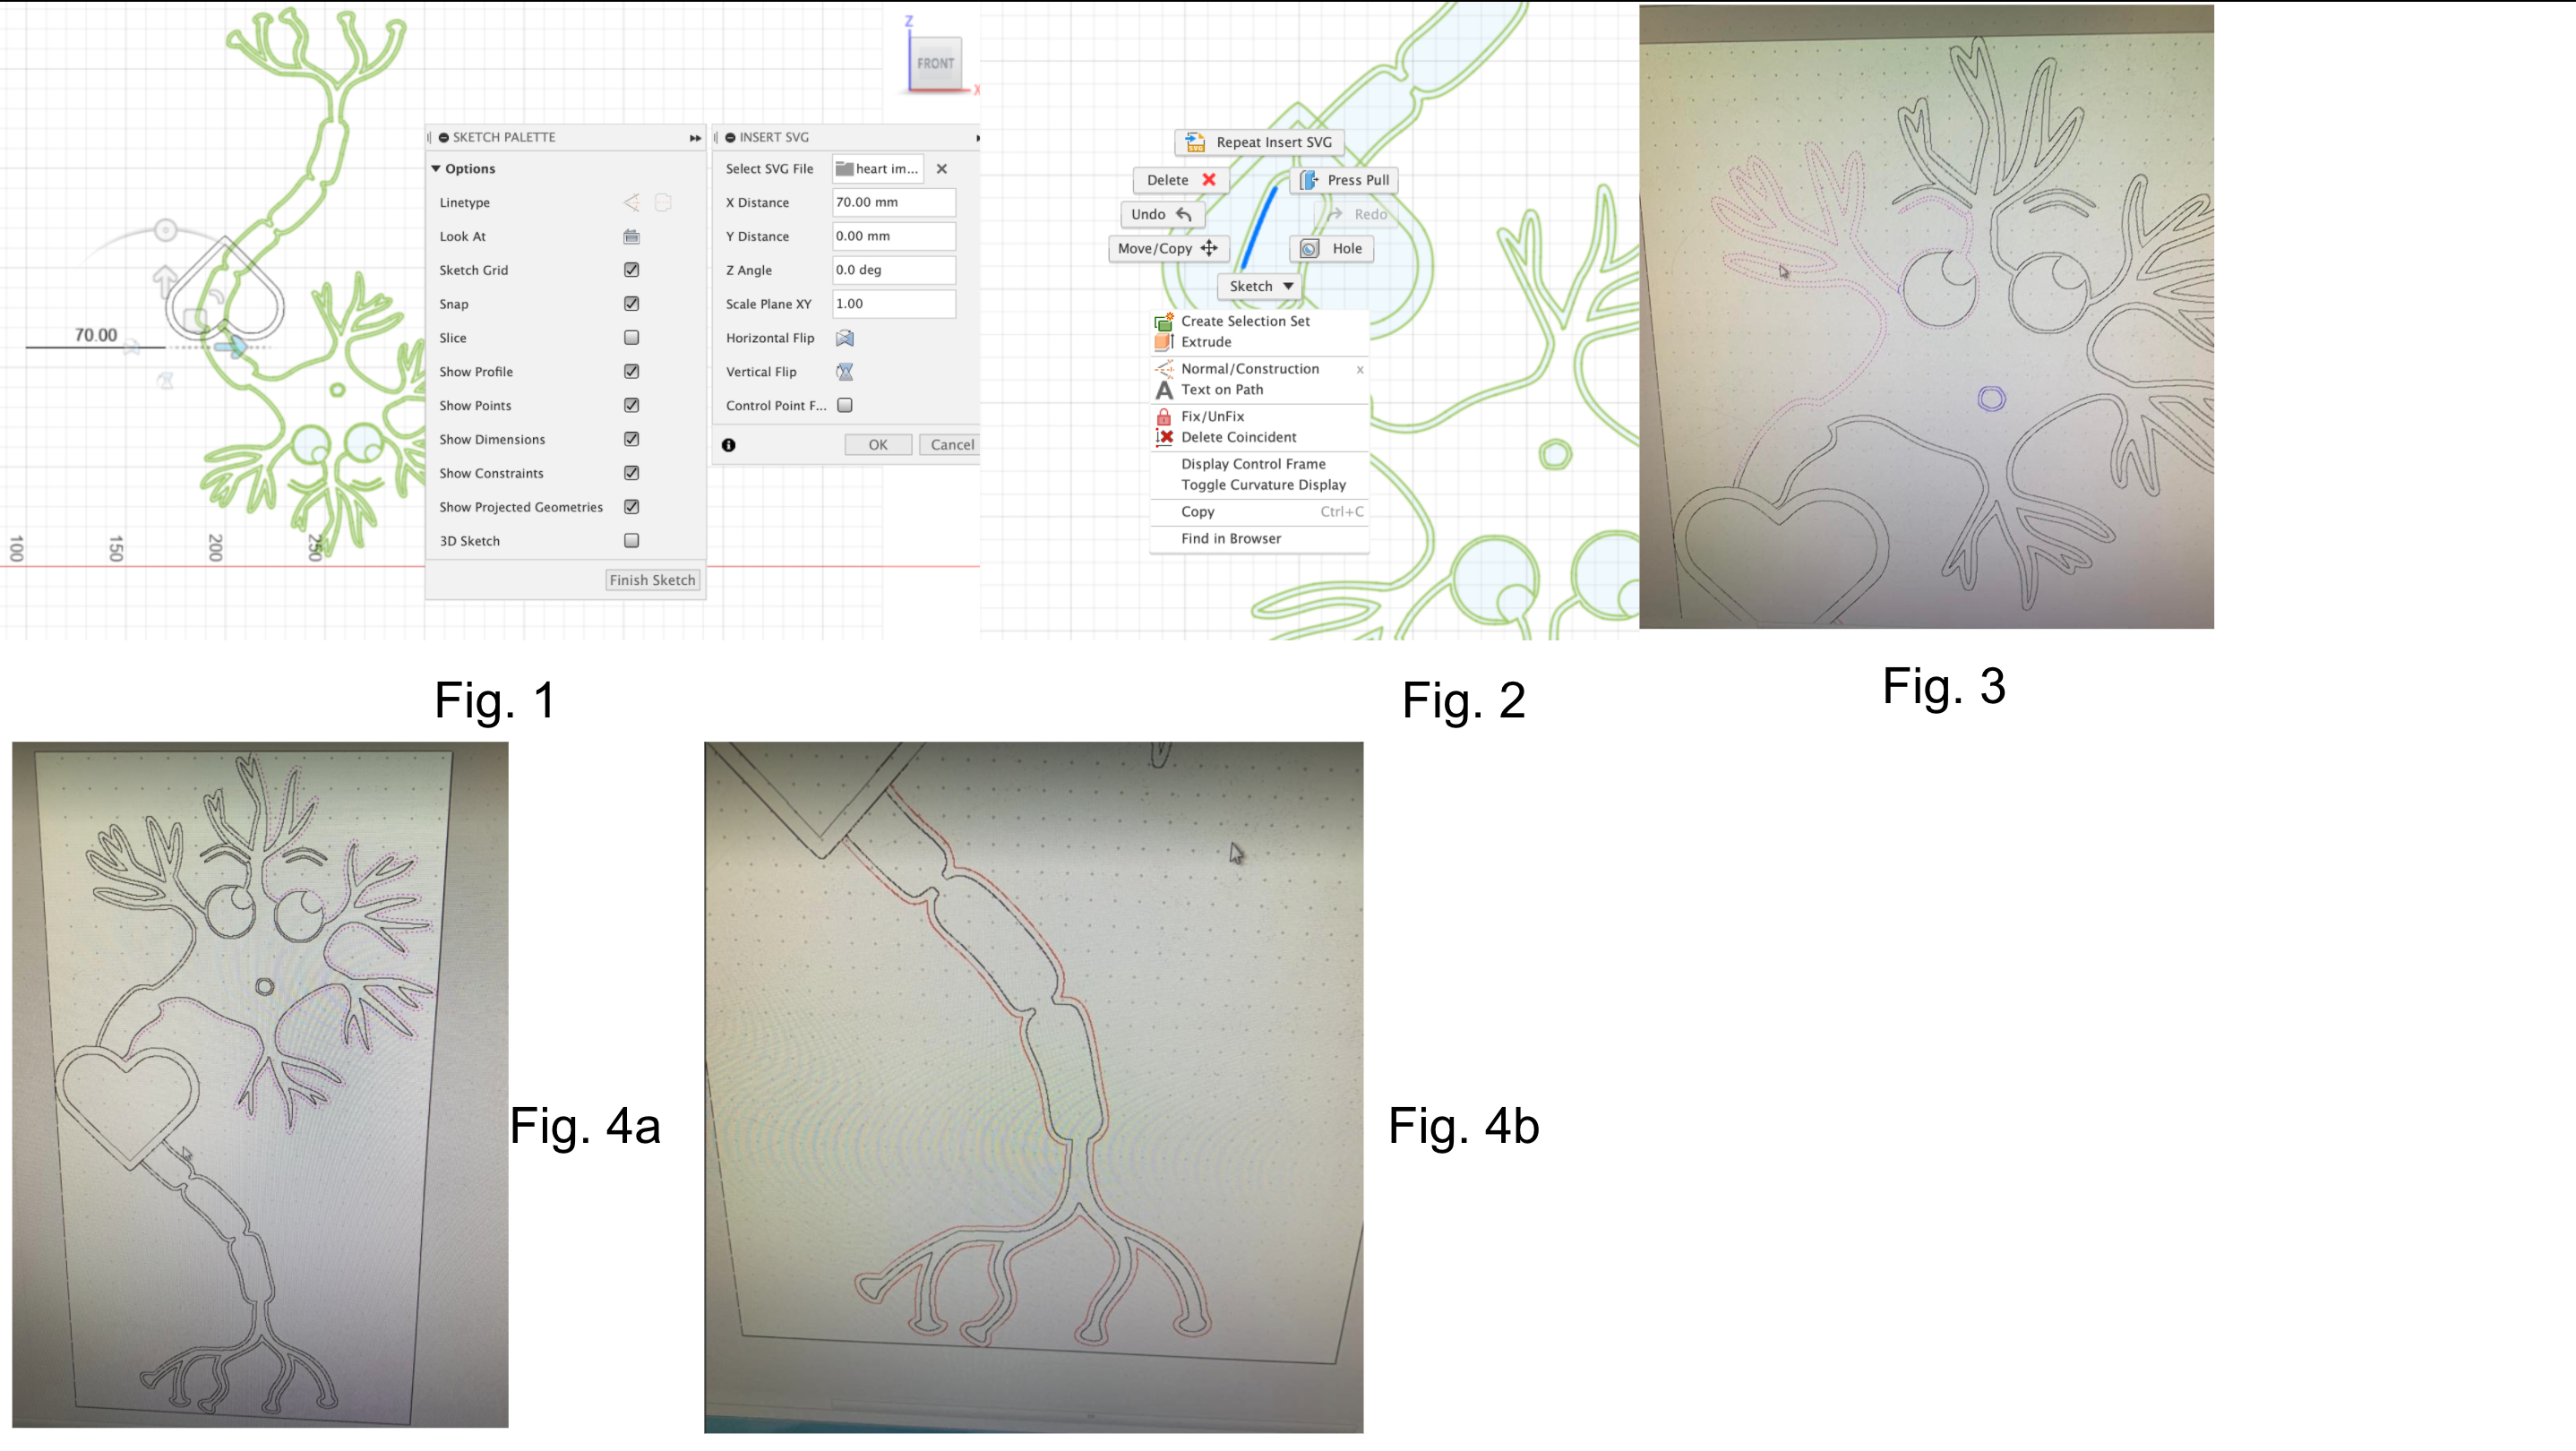 Z
FRONT
X
SKETCH PALETTE
Options
Linetype
Look At
Sketch Grid
Snap
Slice
Show Profile
Show Points
Show Dimensions
Show Constraints
Show Projected Geometries
3D Sketch
Finish Sketch
INSERT SVG
Select SVG File heart im...
X Distance 70.00 mm
Y Distance 0.00 mm
Z Angle 0.0 deg
Scale Plane XY 1.00
Horizontal Flip
Vertical Flip
Control Point F...
OK Cancel
70.00
100 150 200 250
Repeat Insert SVG
Delete Press Pull
Undo Redo
Move/Copy Hole
Sketch
Create Selection Set
Extrude
Normal/Construction x
Text on Path
Fix/UnFix
Delete Coincident
Display Control Frame
Toggle Curvature Display
Copy Ctrl+C
Find in Browser
Fig. 1
Fig. 2
Fig. 3
Fig. 4a
Fig. 4b